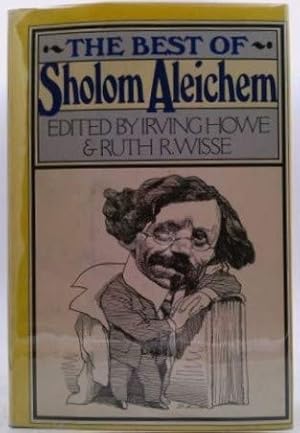 THE BEST OF
Sholom Aleichem
EDITED BY IRVING HOWE
& RUTH R. WISSE